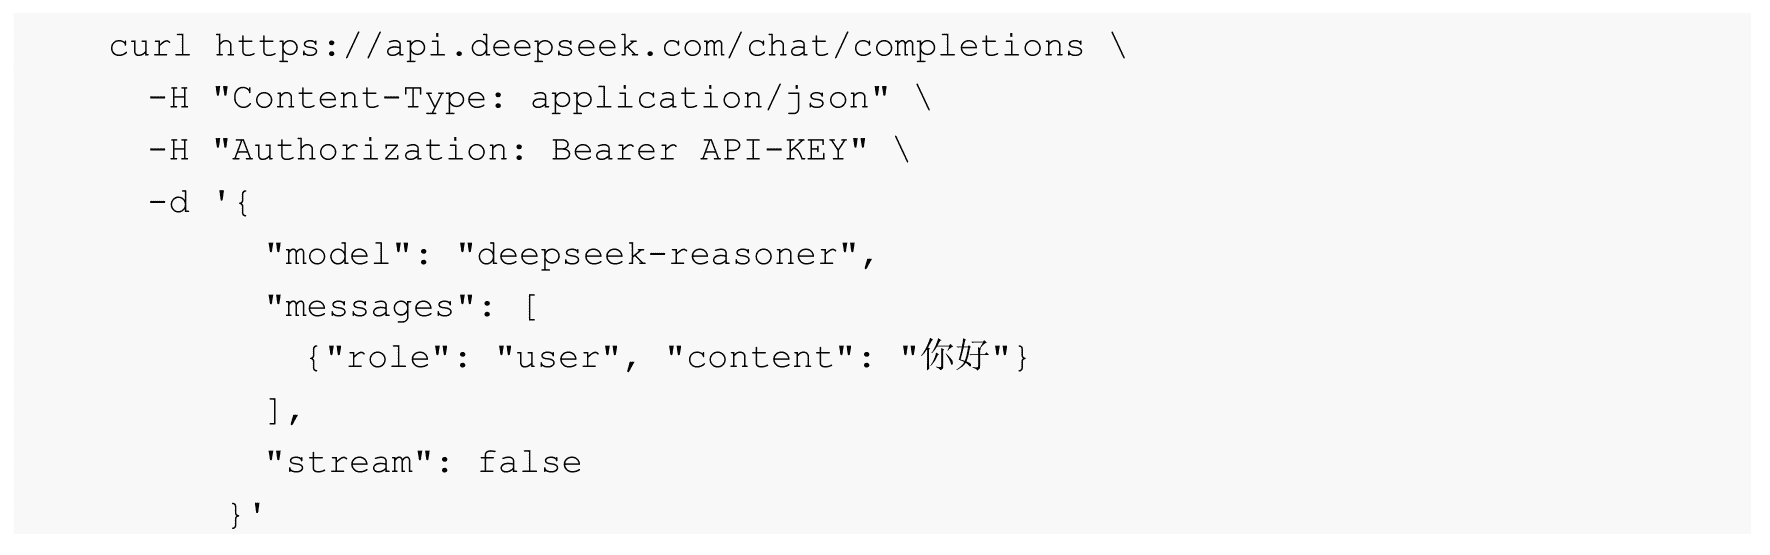 curl https://api.deepseek.com/chat/completions \
  -H "Content-Type: application/json" \
  -H "Authorization: Bearer API-KEY" \
  -d '{
        "model": "deepseek-reasoner",
        "messages": [
          {"role": "user", "content": "你好"}
        ],
        "stream": false
      }'